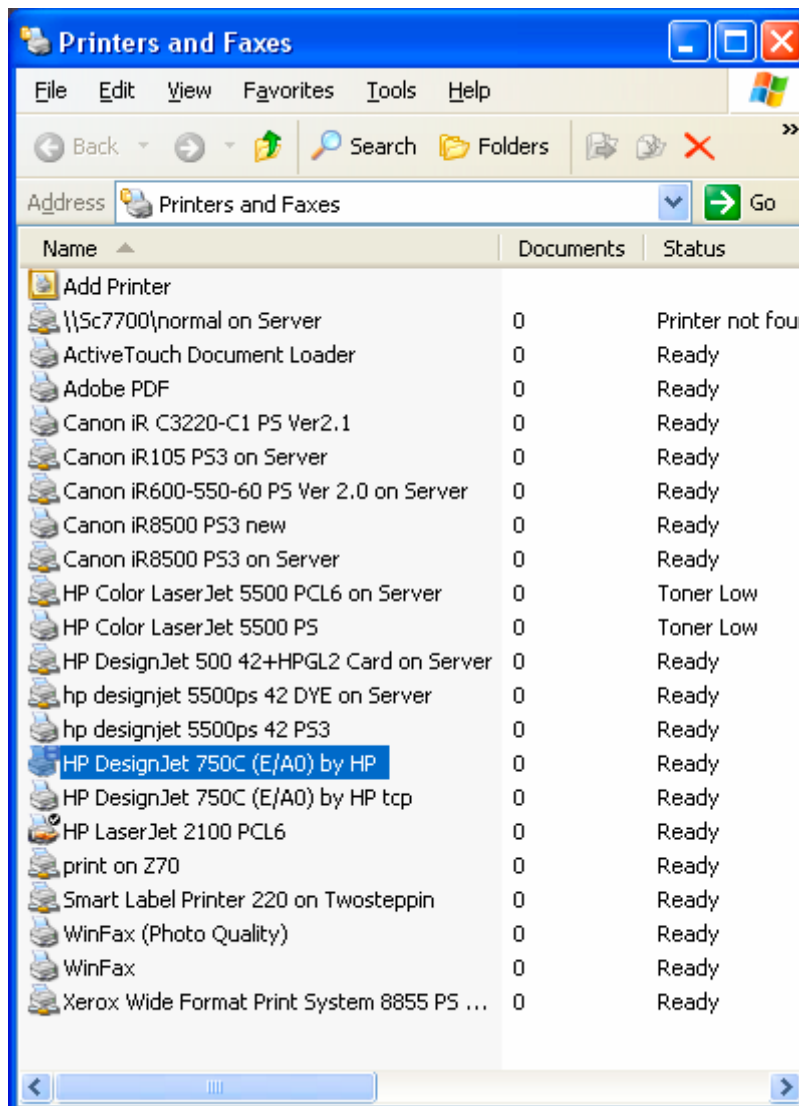 Printers and Faxes
File Edit View Favorites Tools Help
Back Search Folders »
Address Printers and Faxes Go
Name Documents Status
Add Printer
\\Sc7700\normal on Server 0 Printer not fou
ActiveTouch Document Loader 0 Ready
Adobe PDF 0 Ready
Canon iR C3220-C1 PS Ver2.1 0 Ready
Canon iR105 PS3 on Server 0 Ready
Canon iR600-550-60 PS Ver 2.0 on Server 0 Ready
Canon iR8500 PS3 new 0 Ready
Canon iR8500 PS3 on Server 0 Ready
HP Color LaserJet 5500 PCL6 on Server 0 Toner Low
HP Color LaserJet 5500 PS 0 Toner Low
HP DesignJet 500 42+HPGL2 Card on Server 0 Ready
hp designjet 5500ps 42 DYE on Server 0 Ready
hp designjet 5500ps 42 PS3 0 Ready
HP DesignJet 750C (E/A0) by HP 0 Ready
HP DesignJet 750C (E/A0) by HP tcp 0 Ready
HP LaserJet 2100 PCL6 0 Ready
print on Z70 0 Ready
Smart Label Printer 220 on Twosteppin 0 Ready
WinFax (Photo Quality) 0 Ready
WinFax 0 Ready
Xerox Wide Format Print System 8855 PS ... 0 Ready